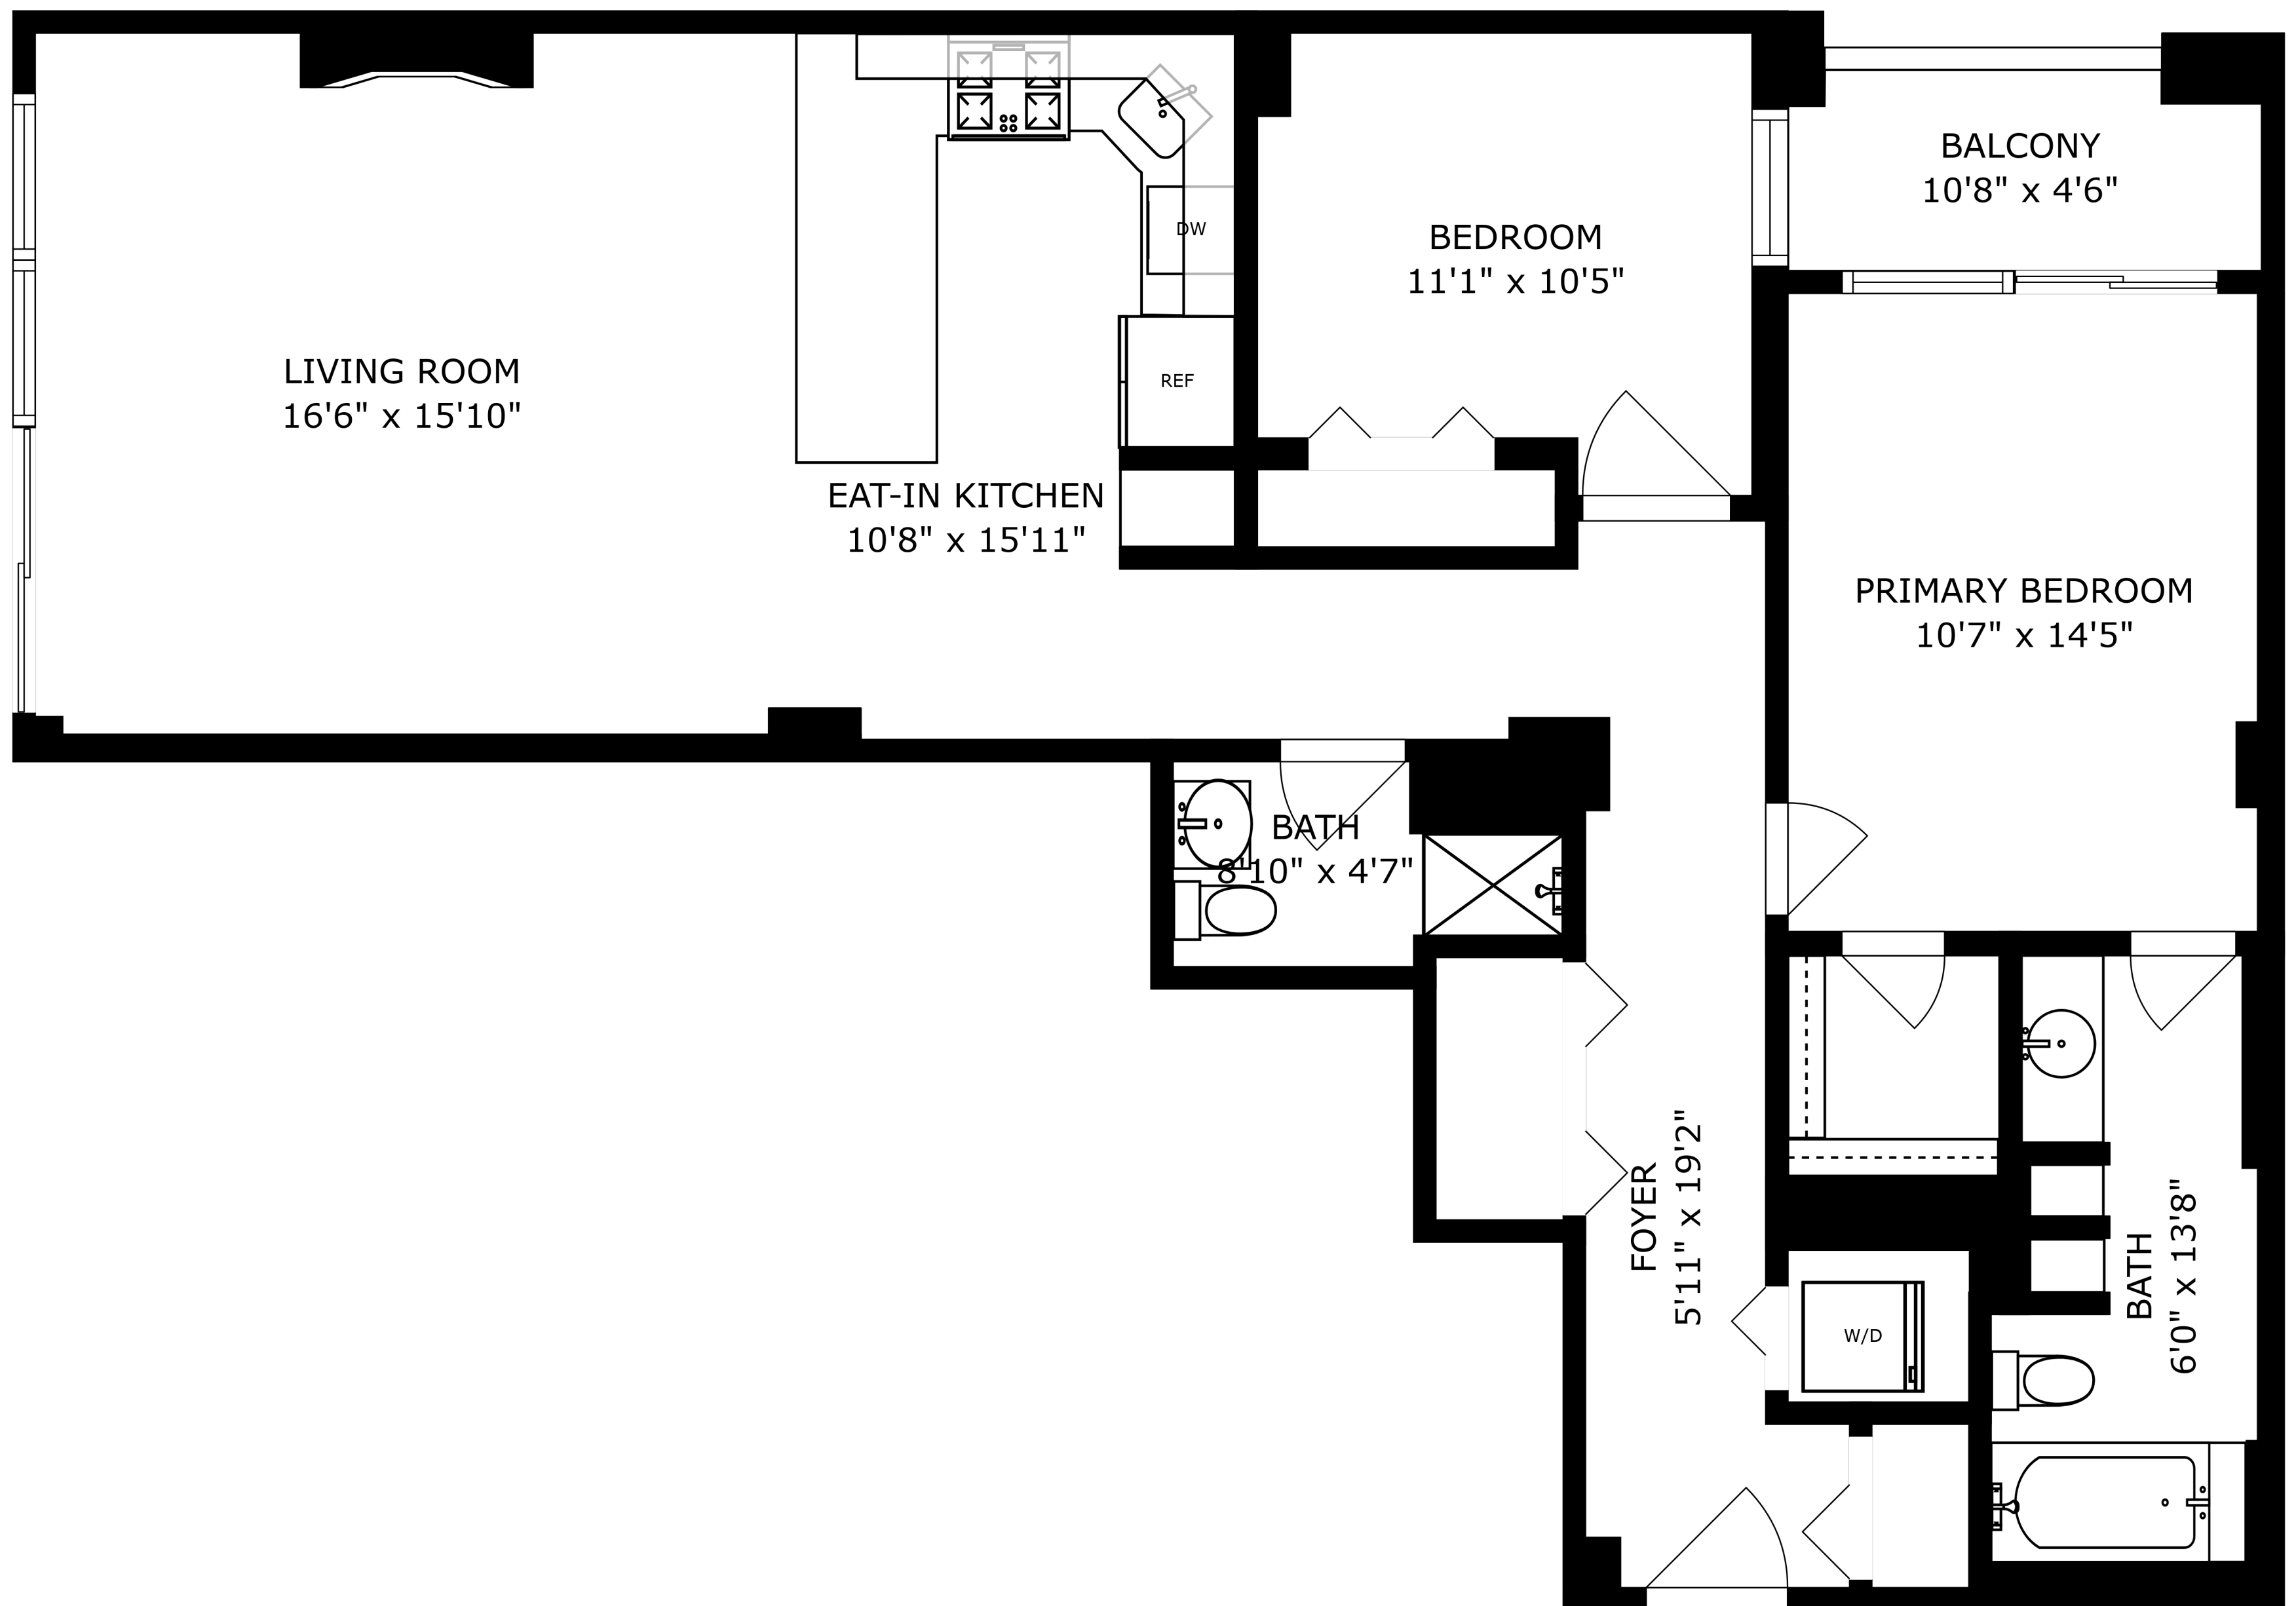 BALCONY
10'8" x 4'6"
DW
BEDROOM
11'1" x 10'5"
LIVING ROOM
16'6" x 15'10"
REF
EAT-IN KITCHEN
10'8" x 15'11"
PRIMARY BEDROOM
10'7" x 14'5"
BATH
8'10" x 4'7"
FOYER
5'11" x 19'2"
BATH
6'0" x 13'8"
W/D